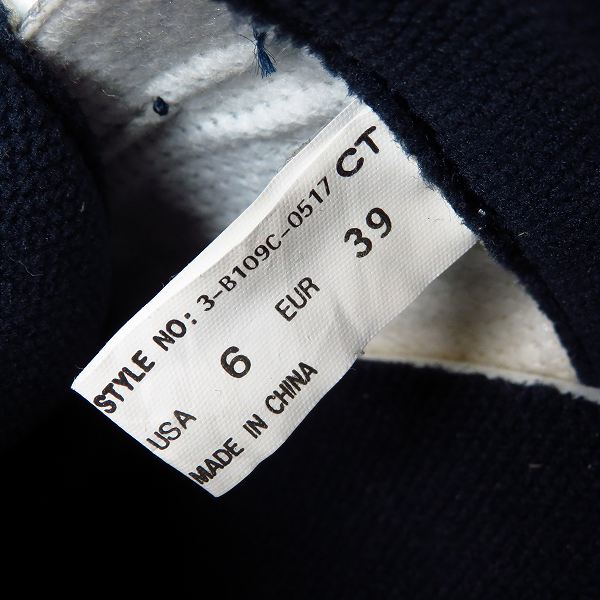 STYLE NO: 3-B109C-0517 CT
USA 6 EUR 39
MADE IN CHINA